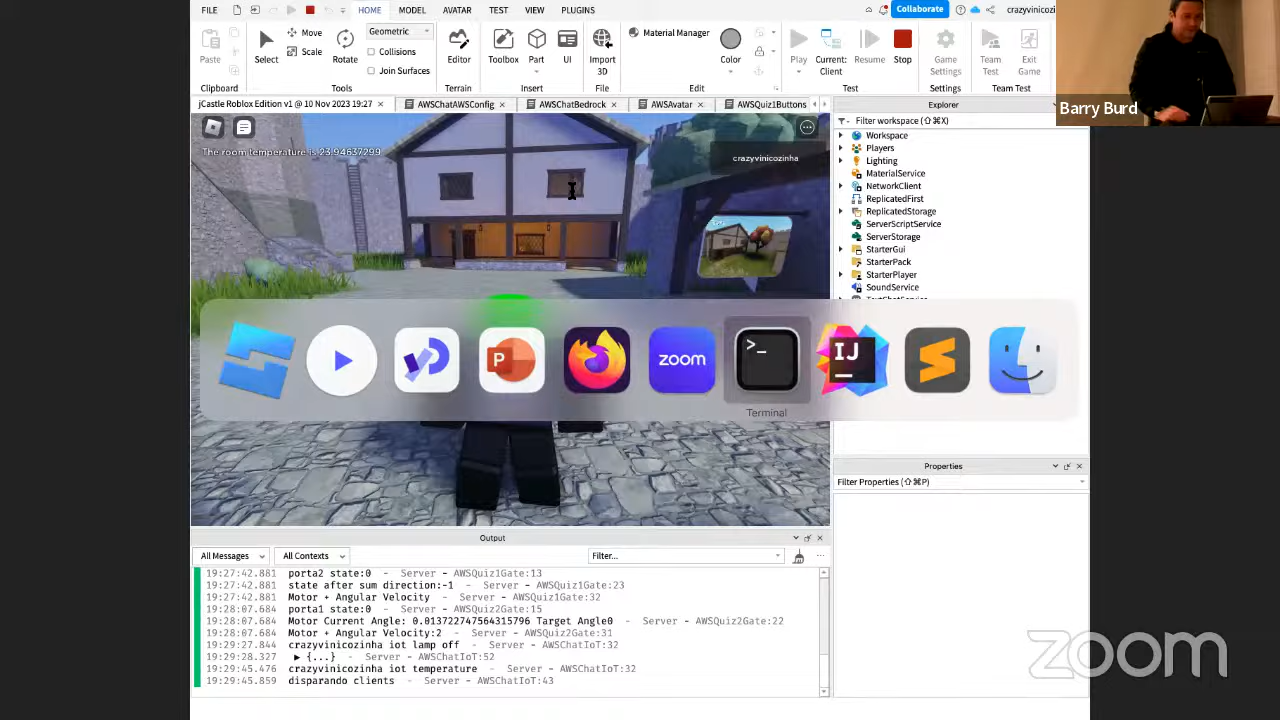 FILE HOME MODEL AVATAR TEST VIEW PLUGINS Collaborate crazyvinicozi
Paste Select Move Scale Rotate Geometric Collisions Join Surfaces Editor Toolbox Part UI Import 3D Material Manager Color Play Current: Client Resume Stop Game Settings Team Test Exit Game
Clipboard Tools Terrain Insert File Edit Test Settings Team Test
jCastle Roblox Edition v1 @ 10 Nov 2023 19:27 AWSChatAWSConfig AWSChatBedrock AWSAvatar AWSQuiz1Buttons Explorer
Barry Burd
Filter workspace (⇧⌘X)
The room temperature is 23.94637299
crazyvinicozinha
Workspace
Players
Lighting
MaterialService
NetworkClient
ReplicatedFirst
ReplicatedStorage
ServerScriptService
ServerStorage
StarterGui
StarterPack
StarterPlayer
SoundService
P zoom >_ IJ
Terminal
Properties
Filter Properties (⇧⌘P)
Output
All Messages All Contexts Filter...
19:27:42.881 porta2 state:0 - Server - AWSQuiz1Gate:13
19:27:42.881 state after sum direction:-1 - Server - AWSQuiz1Gate:23
19:27:42.881 Motor + Angular Velocity - Server - AWSQuiz1Gate:32
19:28:07.684 porta1 state:0 - Server - AWSQuiz2Gate:15
19:28:07.684 Motor Current Angle: 0.013722747564315796 Target Angle0 - Server - AWSQuiz2Gate:22
19:28:07.684 Motor + Angular Velocity:2 - Server - AWSQuiz2Gate:31
19:29:27.844 crazyvinicozinha iot lamp off - Server - AWSChatIoT:32
19:29:28.327 ▶ {...} - Server - AWSChatIoT:52
19:29:45.476 crazyvinicozinha iot temperature - Server - AWSChatIoT:32
19:29:45.859 disparando clients - Server - AWSChatIoT:43
zoom